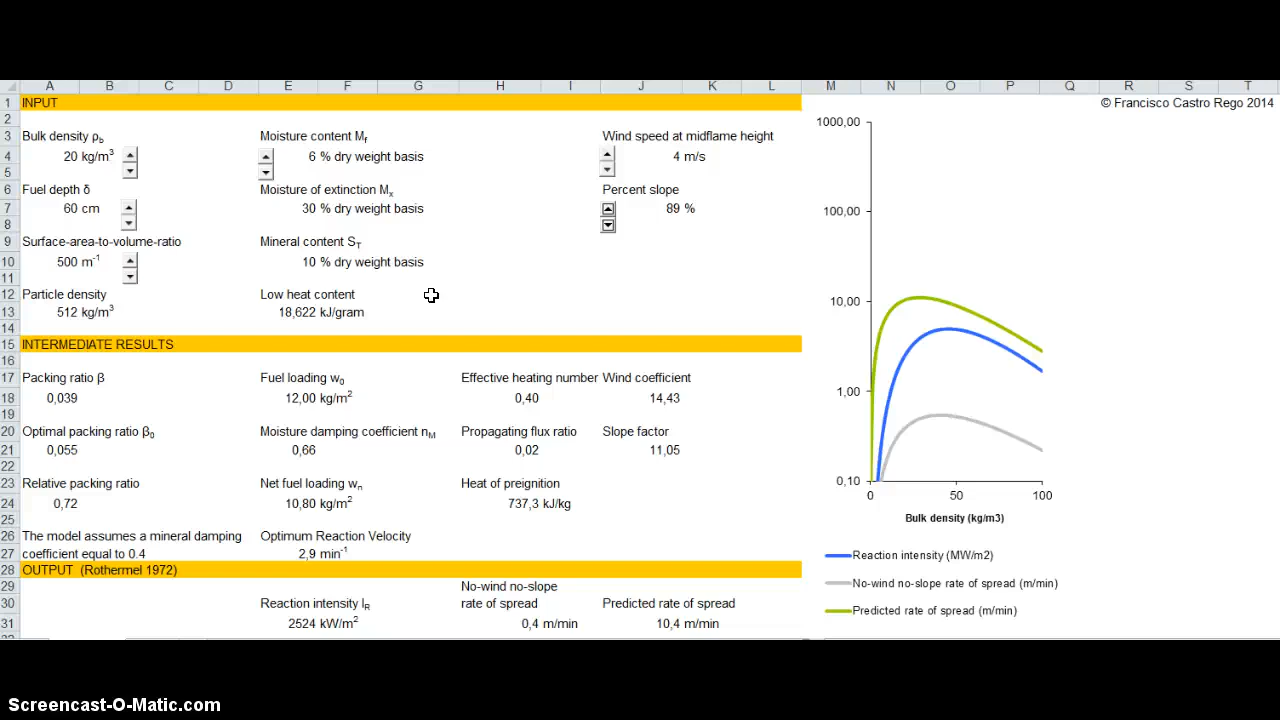 A B C D E F G H I J K L M N O P Q R S T
1 INPUT © Francisco Castro Rego 2014
2 1000,00
3 Bulk density ρb Moisture content Mf Wind speed at midflame height
4 20 kg/m3 6 % dry weight basis 4 m/s
5
6 Fuel depth δ Moisture of extinction Mx Percent slope
7 60 cm 30 % dry weight basis 89 % 100,00
8
9 Surface-area-to-volume-ratio Mineral content ST
10 500 m-1 10 % dry weight basis
11
12 Particle density Low heat content 10,00
13 512 kg/m3 18,622 kJ/gram
14
15 INTERMEDIATE RESULTS
16
17 Packing ratio β Fuel loading w0 Effective heating number Wind coefficient
18 0,039 12,00 kg/m2 0,40 14,43 1,00
19
20 Optimal packing ratio β0 Moisture damping coefficient nM Propagating flux ratio Slope factor
21 0,055 0,66 0,02 11,05
22
23 Relative packing ratio Net fuel loading wn Heat of preignition 0,10
24 0,72 10,80 kg/m2 737,3 kJ/kg 0 50 100
25 Bulk density (kg/m3)
26 The model assumes a mineral damping Optimum Reaction Velocity
27 coefficient equal to 0.4 2,9 min-1 Reaction intensity (MW/m2)
28 OUTPUT (Rothermel 1972)
29 No-wind no-slope No-wind no-slope rate of spread (m/min)
30 Reaction intensity IR rate of spread Predicted rate of spread Predicted rate of spread (m/min)
31 2524 kW/m2 0,4 m/min 10,4 m/min
Screencast-O-Matic.com